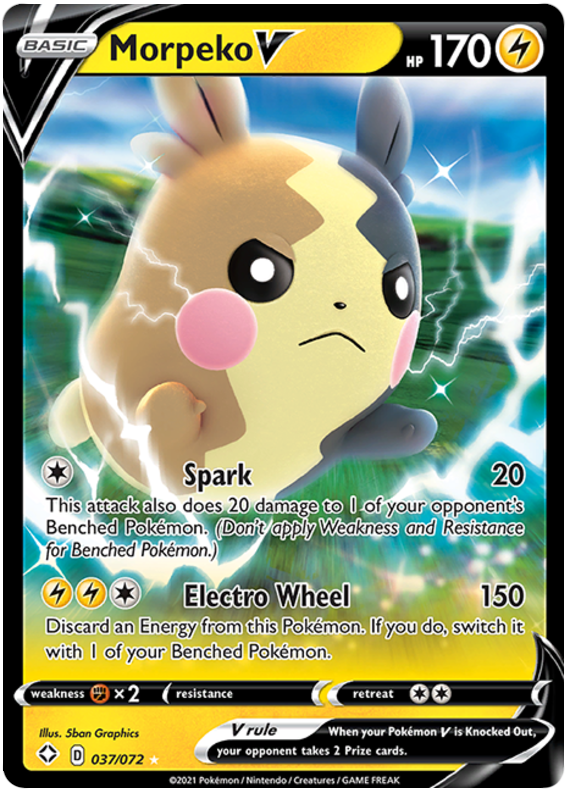 BASIC Morpeko V HP 170
Spark 20
This attack also does 20 damage to 1 of your opponent's
Benched Pokémon. (Don't apply Weakness and Resistance
for Benched Pokémon.)
Electro Wheel 150
Discard an Energy from this Pokémon. If you do, switch it
with 1 of your Benched Pokémon.
weakness ×2 resistance retreat
Illus. 5ban Graphics
V rule When your Pokémon V is Knocked Out,
your opponent takes 2 Prize cards.
D 037/072 ★
©2021 Pokémon / Nintendo / Creatures / GAME FREAK